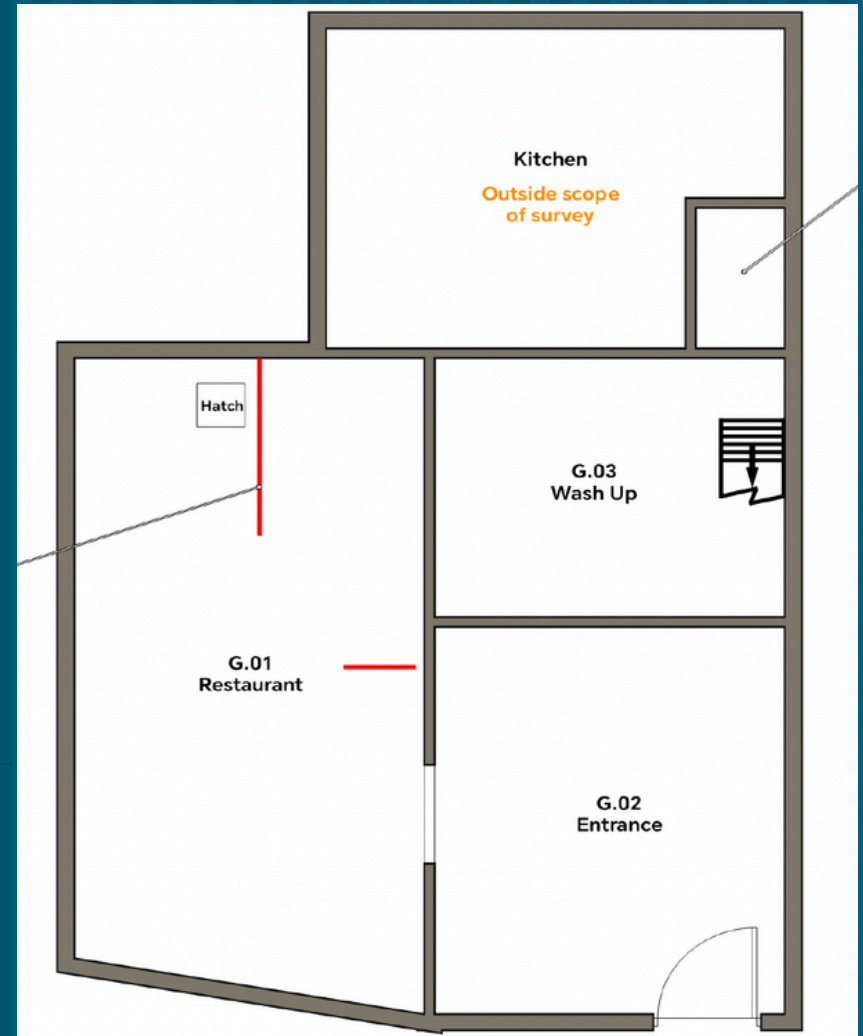 Kitchen
Outside scope
of survey
Hatch
G.03
Wash Up
G.01
Restaurant
G.02
Entrance